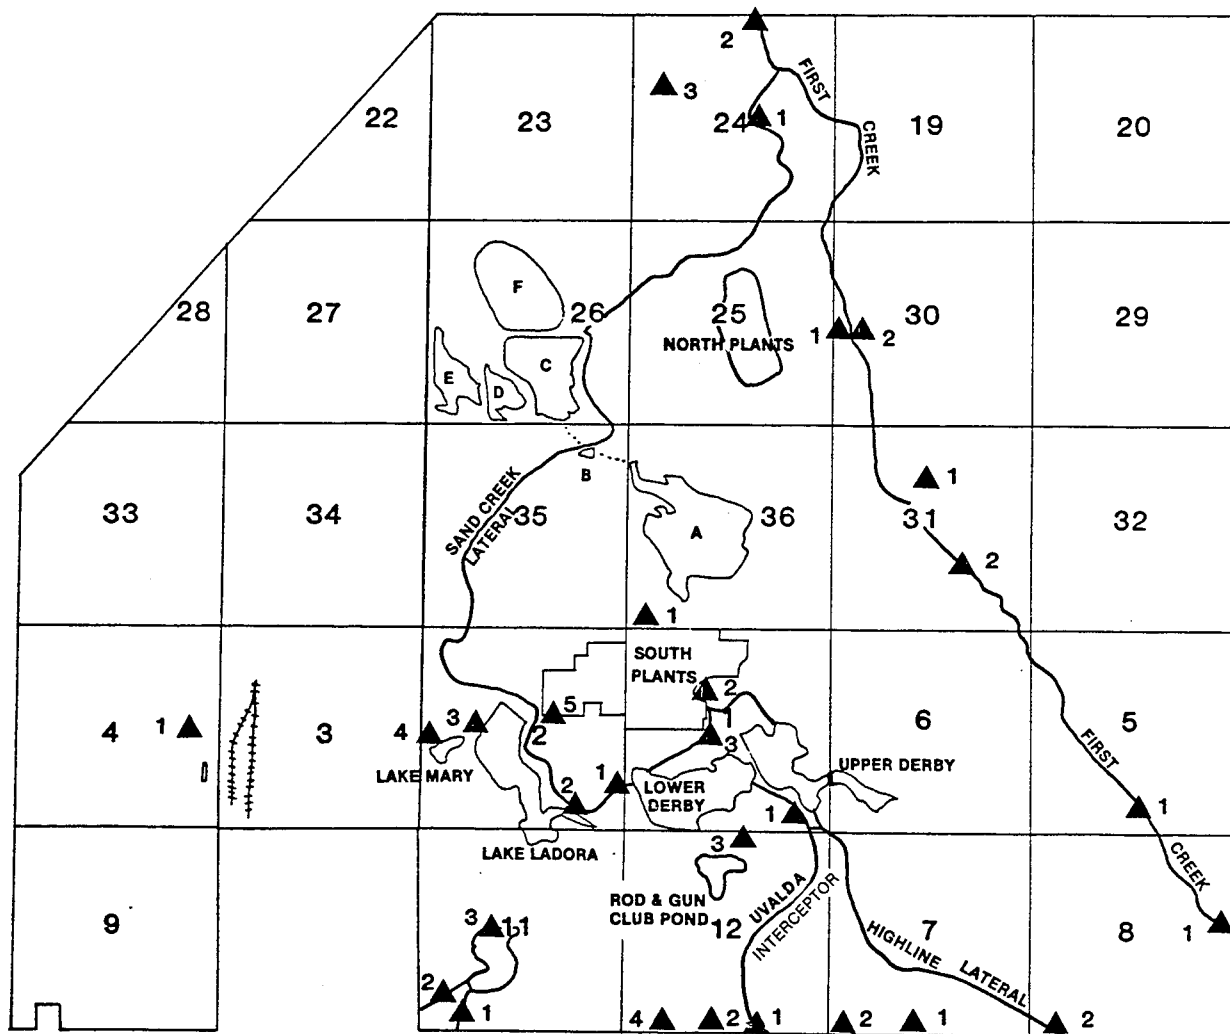 2
FIRST
3
22
23
24
1
CREEK
19
20
F
28
27
26
25
30
29
NORTH PLANTS
1
2
E
D
C
B
1
33
34
SAND CREEK
LATERAL
35
A
36
31
32
2
1
SOUTH
PLANTS
2
4
1
3
4
3
2
5
1
3
6
5
FIRST
LAKE MARY
UPPER DERBY
2
1
LOWER
DERBY
1
1
LAKE LADORA
3
CREEK
ROD & GUN
CLUB POND
UVALDA
INTERCEPTOR
9
3
11
12
7
8
1
HIGHLINE
LATERAL
2
1
4
2
1
2
1
2